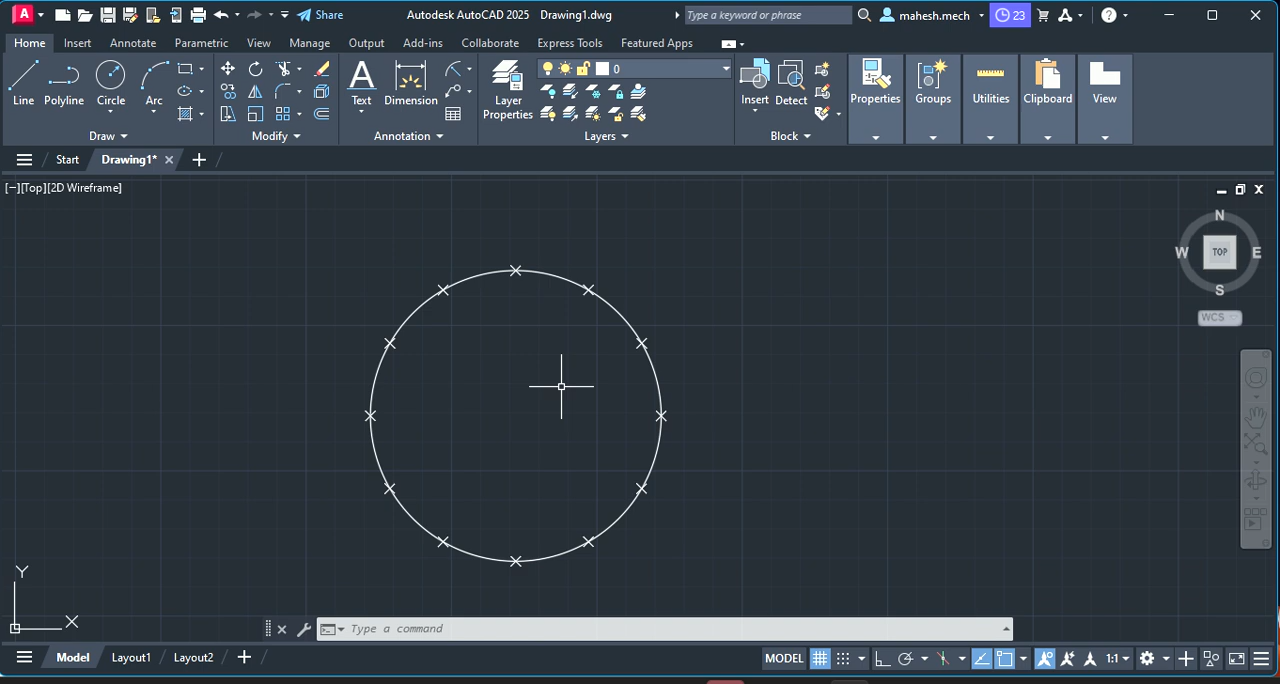 A Share Autodesk AutoCAD 2025 Drawing1.dwg Type a keyword or phrase mahesh.mech 23
Home Insert Annotate Parametric View Manage Output Add-ins Collaborate Express Tools Featured Apps
0
Line Polyline Circle Arc A Text Dimension Layer Properties Insert Detect Properties Groups Utilities Clipboard View
Draw Modify Annotation Layers Block
Start Drawing1* +
[−][Top][2D Wireframe]
N
W TOP E
S
WCS
Y
X
Type a command
Model Layout1 Layout2 + MODEL 1:1